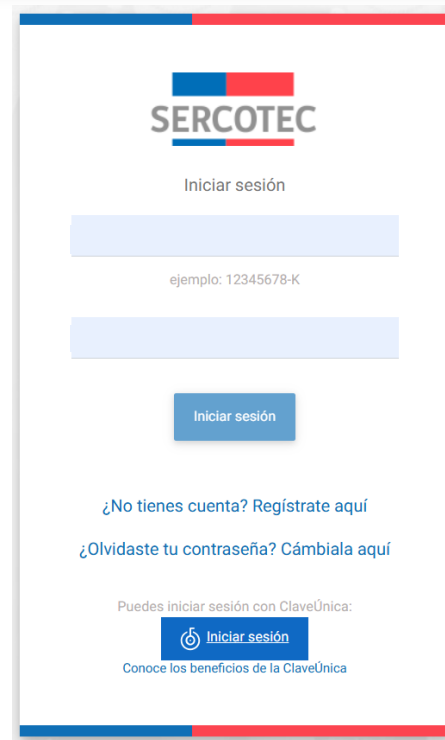 SERCOTEC
Iniciar sesión
ejemplo: 12345678-K
Iniciar sesión
¿No tienes cuenta? Regístrate aquí
¿Olvidaste tu contraseña? Cámbiala aquí
Puedes iniciar sesión con ClaveÚnica:
Iniciar sesión
Conoce los beneficios de la ClaveÚnica